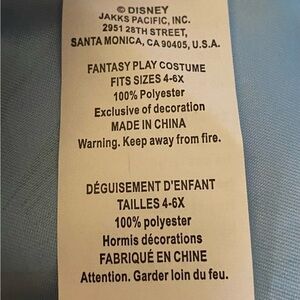 © DISNEY
JAKKS PACIFIC, INC.
2951 28TH STREET,
SANTA MONICA, CA 90405, U.S.A.
FANTASY PLAY COSTUME
FITS SIZES 4-6X
100% Polyester
Exclusive of decoration
MADE IN CHINA
Warning. Keep away from fire.
DÉGUISEMENT D'ENFANT
TAILLES 4-6X
100% polyester
Hormis décorations
FABRIQUÉ EN CHINE
Attention. Garder loin du feu.